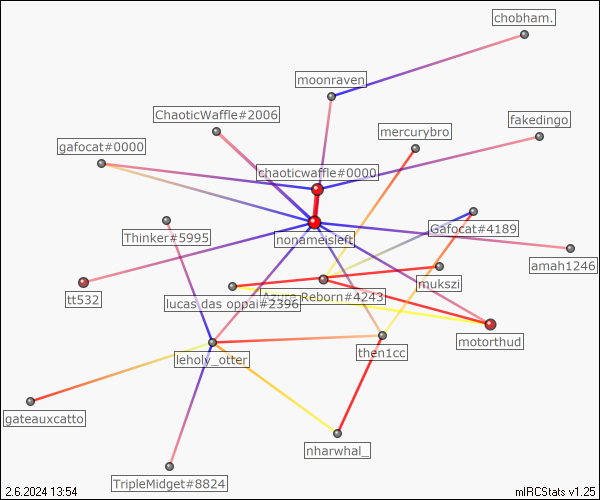 chobham.
moonraven
ChaoticWaffle#2006
fakedingo
mercurybro
gafocat#0000
chaoticwaffle#0000
Gafocat#4189
Thinker#5995
nonameisleft
amah1246
mukszi
tt532
lucas.das oppai#2396
Azure Reborn#4243
motorthud
then1cc
leholy_otter
gateauxcatto
nharwhal_
TripleMidget#8824
2.6.2024 13:54
mIRCStats v1.25